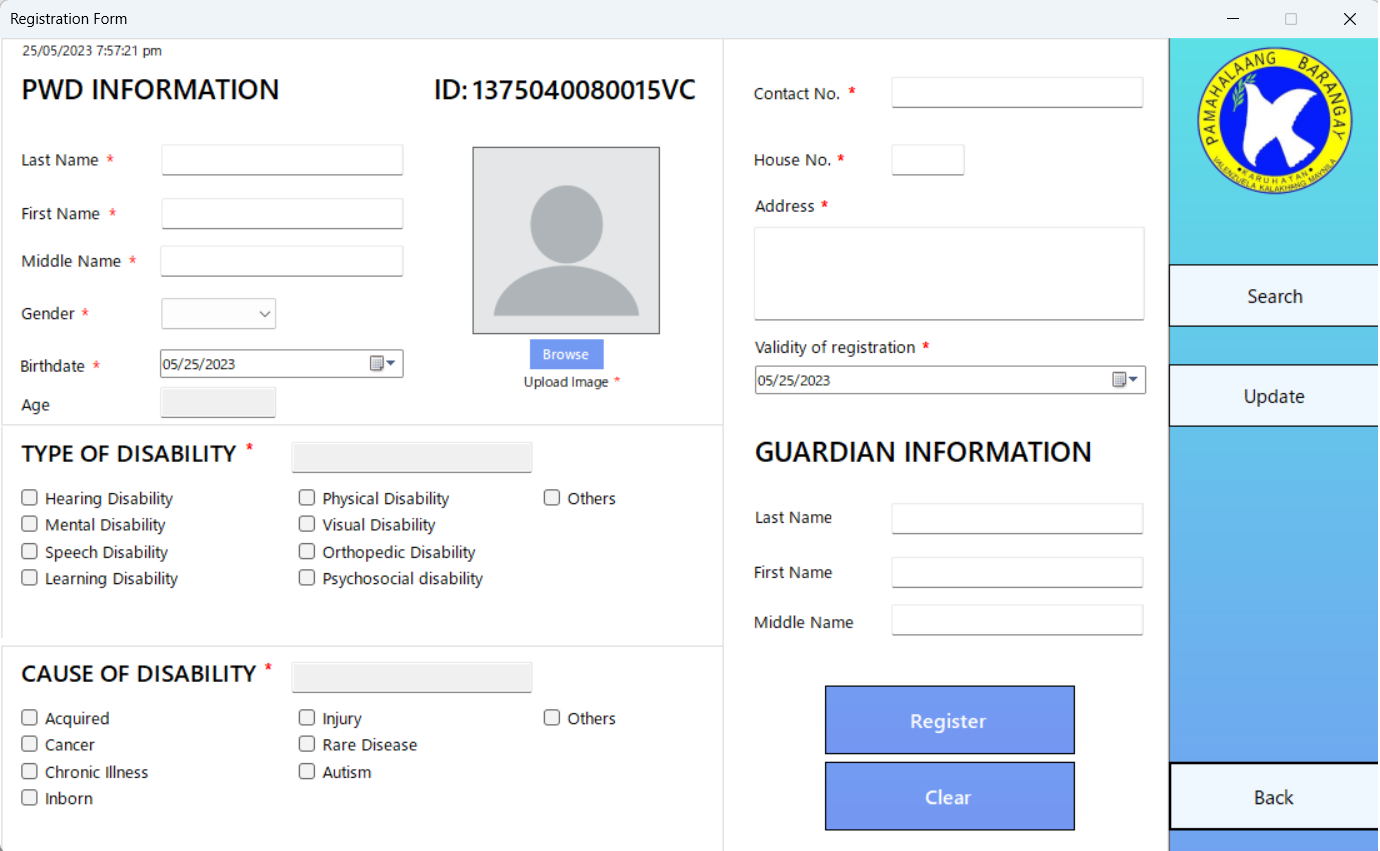 Registration Form
25/05/2023 7:57:21 pm
PWD INFORMATION
ID: 1375040080015VC
Last Name *
First Name *
Middle Name *
Gender *
Birthdate *
05/25/2023
Age
Browse
Upload Image *
TYPE OF DISABILITY *
Hearing Disability
Mental Disability
Speech Disability
Learning Disability
Physical Disability
Visual Disability
Orthopedic Disability
Psychosocial disability
Others
CAUSE OF DISABILITY *
Acquired
Cancer
Chronic Illness
Inborn
Injury
Rare Disease
Autism
Others
Contact No. *
House No. *
Address *
Validity of registration *
05/25/2023
GUARDIAN INFORMATION
Last Name
First Name
Middle Name
Register
Clear
PAMAHALAANG BARANGAY
KARUHATAN
VALENZUELA KALAKHANG MAYNILA
Search
Update
Back